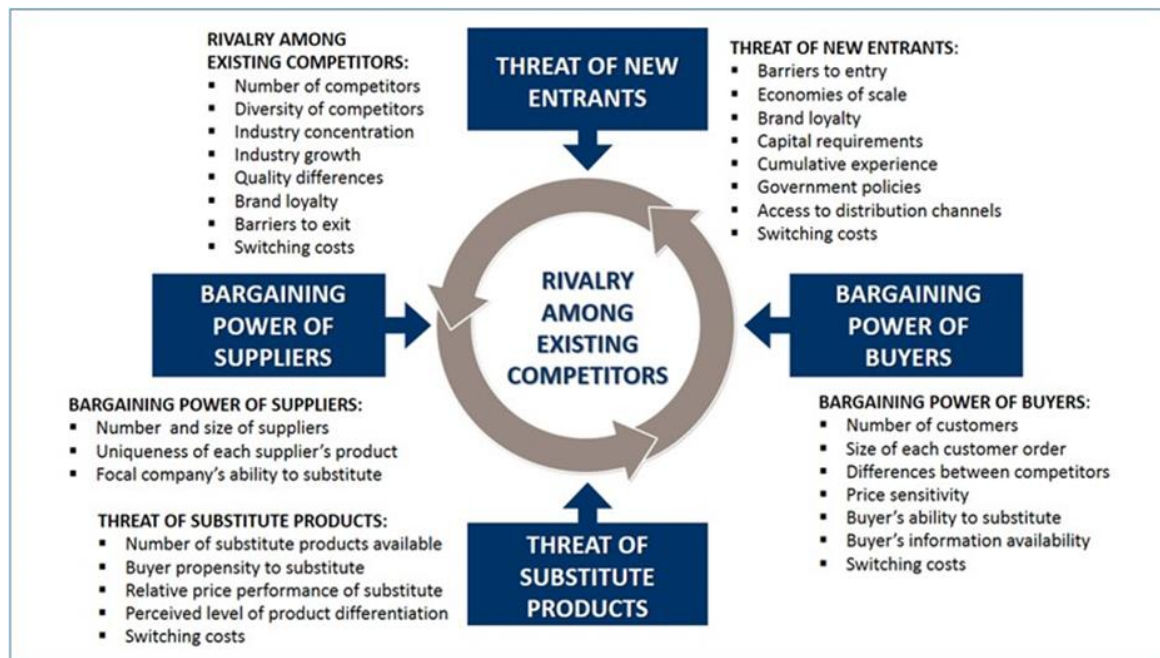 RIVALRY AMONG
EXISTING COMPETITORS:
▪ Number of competitors
▪ Diversity of competitors
▪ Industry concentration
▪ Industry growth
▪ Quality differences
▪ Brand loyalty
▪ Barriers to exit
▪ Switching costs
THREAT OF NEW
ENTRANTS
THREAT OF NEW ENTRANTS:
▪ Barriers to entry
▪ Economies of scale
▪ Brand loyalty
▪ Capital requirements
▪ Cumulative experience
▪ Government policies
▪ Access to distribution channels
▪ Switching costs
BARGAINING
POWER OF
SUPPLIERS
RIVALRY
AMONG
EXISTING
COMPETITORS
BARGAINING
POWER OF
BUYERS
BARGAINING POWER OF SUPPLIERS:
▪ Number and size of suppliers
▪ Uniqueness of each supplier's product
▪ Focal company's ability to substitute
BARGAINING POWER OF BUYERS:
▪ Number of customers
▪ Size of each customer order
▪ Differences between competitors
▪ Price sensitivity
▪ Buyer's ability to substitute
▪ Buyer's information availability
▪ Switching costs
THREAT OF SUBSTITUTE PRODUCTS:
▪ Number of substitute products available
▪ Buyer propensity to substitute
▪ Relative price performance of substitute
▪ Perceived level of product differentiation
▪ Switching costs
THREAT OF
SUBSTITUTE
PRODUCTS